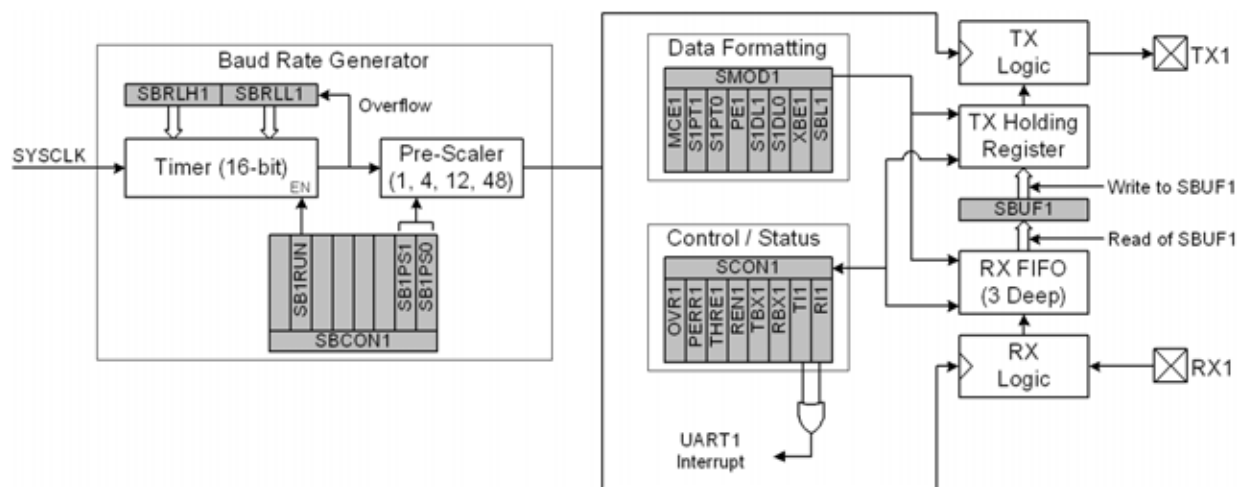 Baud Rate Generator
SBRLH1 SBRLL1
Overflow
SYSCLK
Timer (16-bit)
EN
Pre-Scaler
(1, 4, 12, 48)
SB1RUN
SB1PS1
SB1PS0
SBCON1
Data Formatting
SMOD1
MCE1
S1PT1
S1PT0
PE1
S1DL1
S1DL0
XBE1
SBL1
Control / Status
SCON1
OVR1
PERR1
THRE1
REN1
TBX1
RBX1
TI1
RI1
UART1
Interrupt
TX
Logic
TX1
TX Holding
Register
Write to SBUF1
SBUF1
Read of SBUF1
RX FIFO
(3 Deep)
RX
Logic
RX1